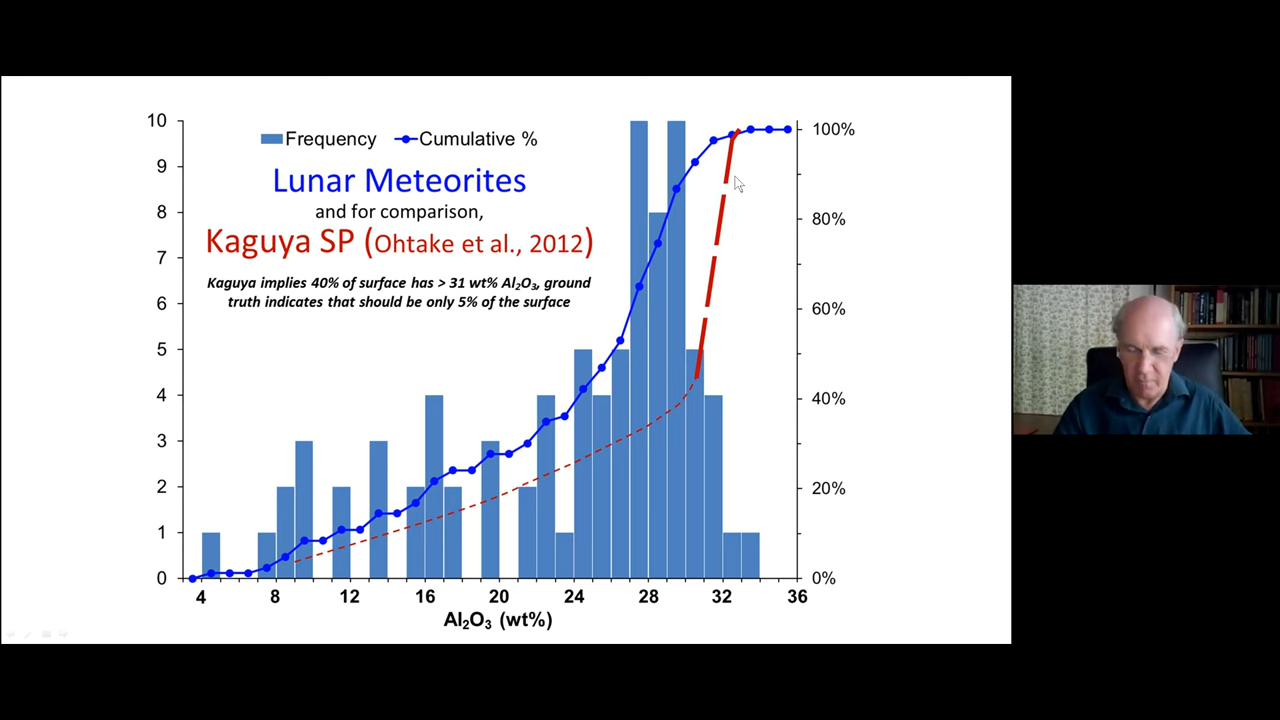 Frequency
Cumulative %
Lunar Meteorites
and for comparison,
Kaguya SP (Ohtake et al., 2012)
Kaguya implies 40% of surface has > 31 wt% Al₂O₃, ground
truth indicates that should be only 5% of the surface
10
9
8
7
6
5
4
3
2
1
0
100%
80%
60%
40%
20%
0%
4 8 12 16 20 24 28 32 36
Al₂O₃ (wt%)